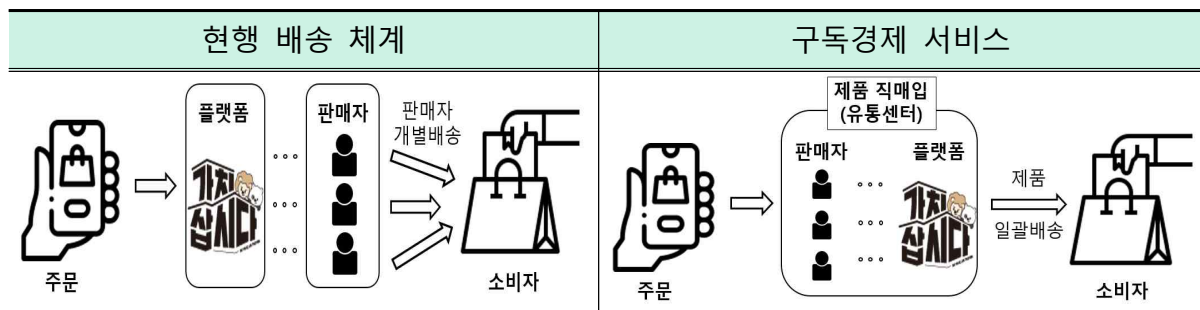 현행 배송 체계
구독경제 서비스
플랫폼
판매자
판매자
개별배송
가치
삽시다
주문
소비자
제품 직매입
(유통센터)
판매자
플랫폼
가치
삽시다
제품
일괄배송
주문
소비자